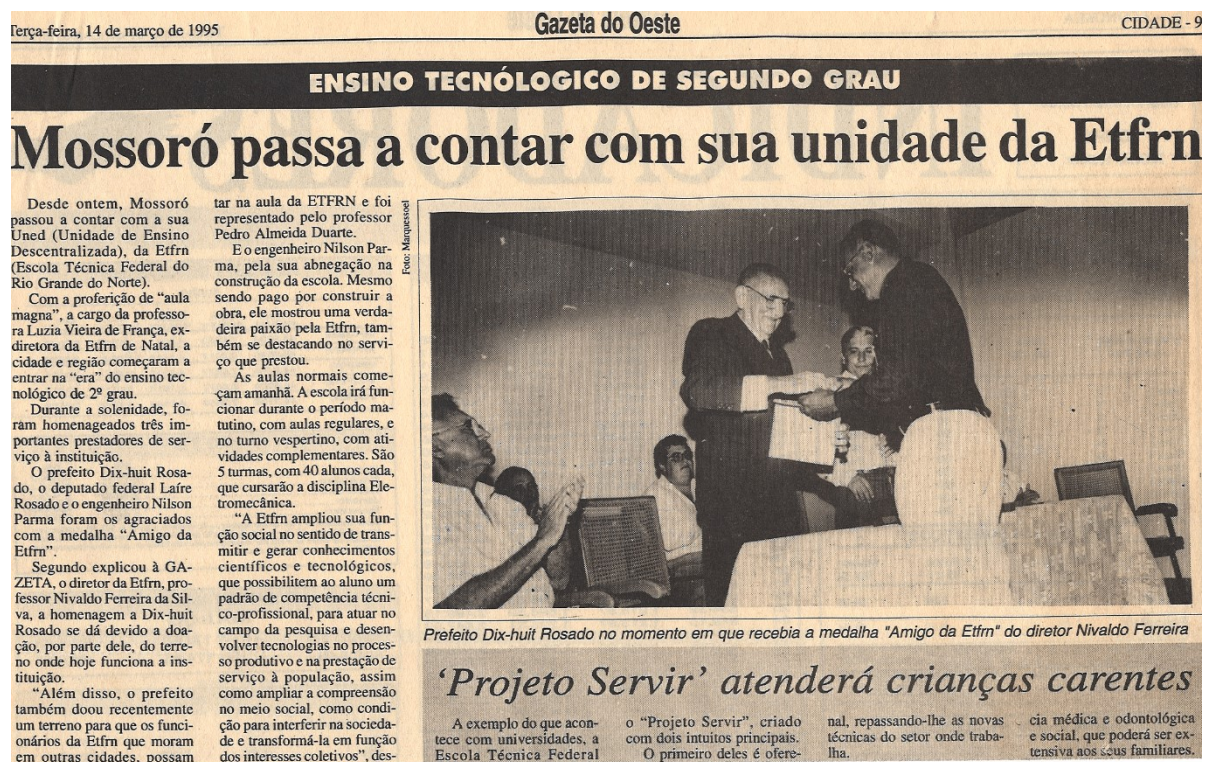 Terça-feira, 14 de março de 1995
Gazeta do Oeste
CIDADE - 9
ENSINO TECNÓLOGICO DE SEGUNDO GRAU
Mossoró passa a contar com sua unidade da Etfrn
Desde ontem, Mossoró
passou a contar com a sua
Uned (Unidade de Ensino
Descentralizada), da Etfrn
(Escola Técnica Federal do
Rio Grande do Norte).
Com a proferição de “aula
magna”, a cargo da professo-
ra Luzia Vieira de França, ex-
diretora da Etfrn de Natal, a
cidade e região começaram a
entrar na “era” do ensino tec-
nológico de 2º grau.
Durante a solenidade, fo-
ram homenageados três im-
portantes prestadores de ser-
viço à instituição.
O prefeito Dix-huit Rosa-
do, o deputado federal Laíre
Rosado e o engenheiro Nilson
Parma foram os agraciados
com a medalha “Amigo da
Etfrn”.
Segundo explicou à GA-
ZETA, o diretor da Etfrn, pro-
fessor Nivaldo Ferreira da Sil-
va, a homenagem a Dix-huit
Rosado se dá devido a doa-
ção, por parte dele, do terre-
no onde hoje funciona a ins-
tituição.
“Além disso, o prefeito
também doou recentemente
um terreno para que os funci-
onários da Etfrn que moram
em outras cidades, possam
tar na aula da ETFRN e foi
representado pelo professor
Pedro Almeida Duarte.
E o engenheiro Nilson Par-
ma, pela sua abnegação na
construção da escola. Mesmo
sendo pago por construir a
obra, ele mostrou uma verda-
deira paixão pela Etfrn, tam-
bém se destacando no servi-
ço que prestou.
As aulas normais come-
çam amanhã. A escola irá fun-
cionar durante o período ma-
tutino, com aulas regulares, e
no turno vespertino, com ati-
vidades complementares. São
5 turmas, com 40 alunos cada,
que cursarão a disciplina Ele-
tromecânica.
“A Etfrn ampliou sua fun-
ção social no sentido de trans-
mitir e gerar conhecimentos
científicos e tecnológicos,
que possibilitem ao aluno um
padrão de competência técni-
co-profissional, para atuar no
campo da pesquisa e desen-
volver tecnologias no proces-
so produtivo e na prestação de
serviço à população, assim
como ampliar a compreensão
no meio social, como condi-
ção para interferir na socieda-
de e transformá-la em função
dos interesses coletivos”, des-
Foto: Marquessoel
Prefeito Dix-huit Rosado no momento em que recebia a medalha "Amigo da Etfrn" do diretor Nivaldo Ferreira
‘Projeto Servir’ atenderá crianças carentes
A exemplo do que acon-
tece com universidades, a
Escola Técnica Federal
o “Projeto Servir”, criado
com dois intuitos principais.
O primeiro deles é ofere-
nal, repassando-lhe as novas
técnicas do setor onde traba-
lha.
cia médica e odontológica
e social, que poderá ser ex-
tensiva aos seus familiares.